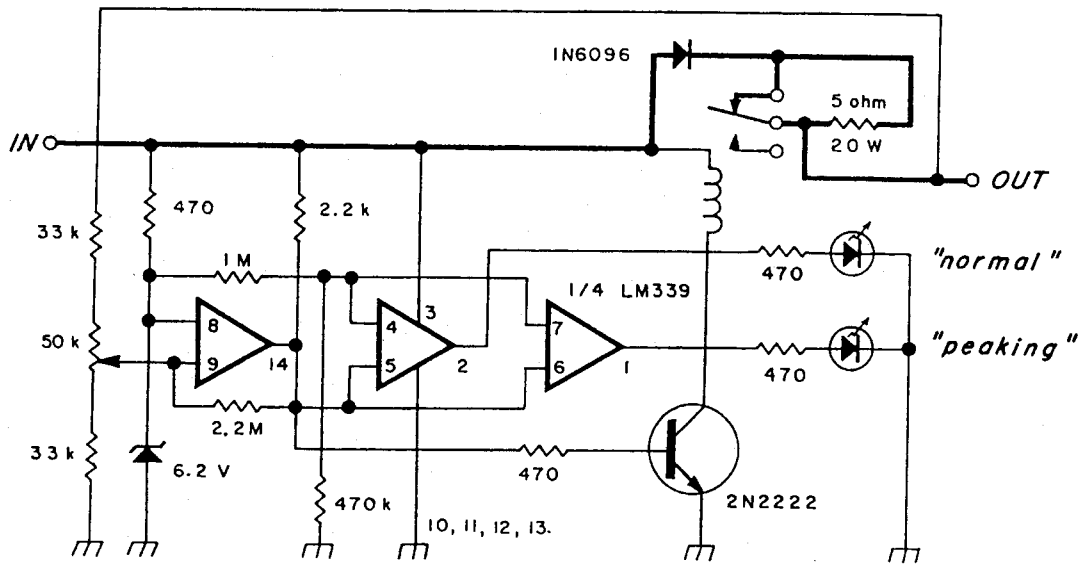 1N6096
5 ohm
20 W
IN
OUT
470
2.2 k
33 k
1 M
470
"normal"
1/4 LM339
8
9
14
4
5
3
2
7
6
1
50 k
470
"peaking"
2.2M
33 k
6.2 V
470
470 k
2N2222
10, 11, 12, 13.